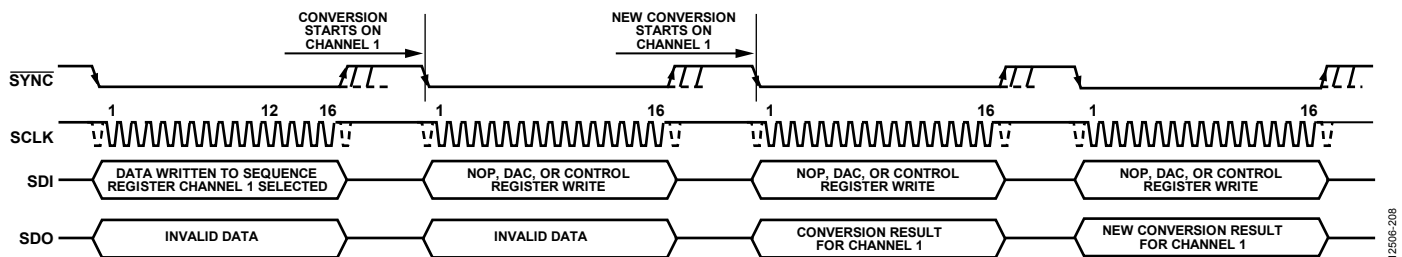 CONVERSION
STARTS ON
CHANNEL 1
NEW CONVERSION
STARTS ON
CHANNEL 1
SYNC
1 12 16 1 16 1 16 1 16
SCLK
SDI
DATA WRITTEN TO SEQUENCE
REGISTER CHANNEL 1 SELECTED
NOP, DAC, OR CONTROL
REGISTER WRITE
NOP, DAC, OR CONTROL
REGISTER WRITE
NOP, DAC, OR CONTROL
REGISTER WRITE
SDO
INVALID DATA
INVALID DATA
CONVERSION RESULT
FOR CHANNEL 1
NEW CONVERSION RESULT
FOR CHANNEL 1
12506-208